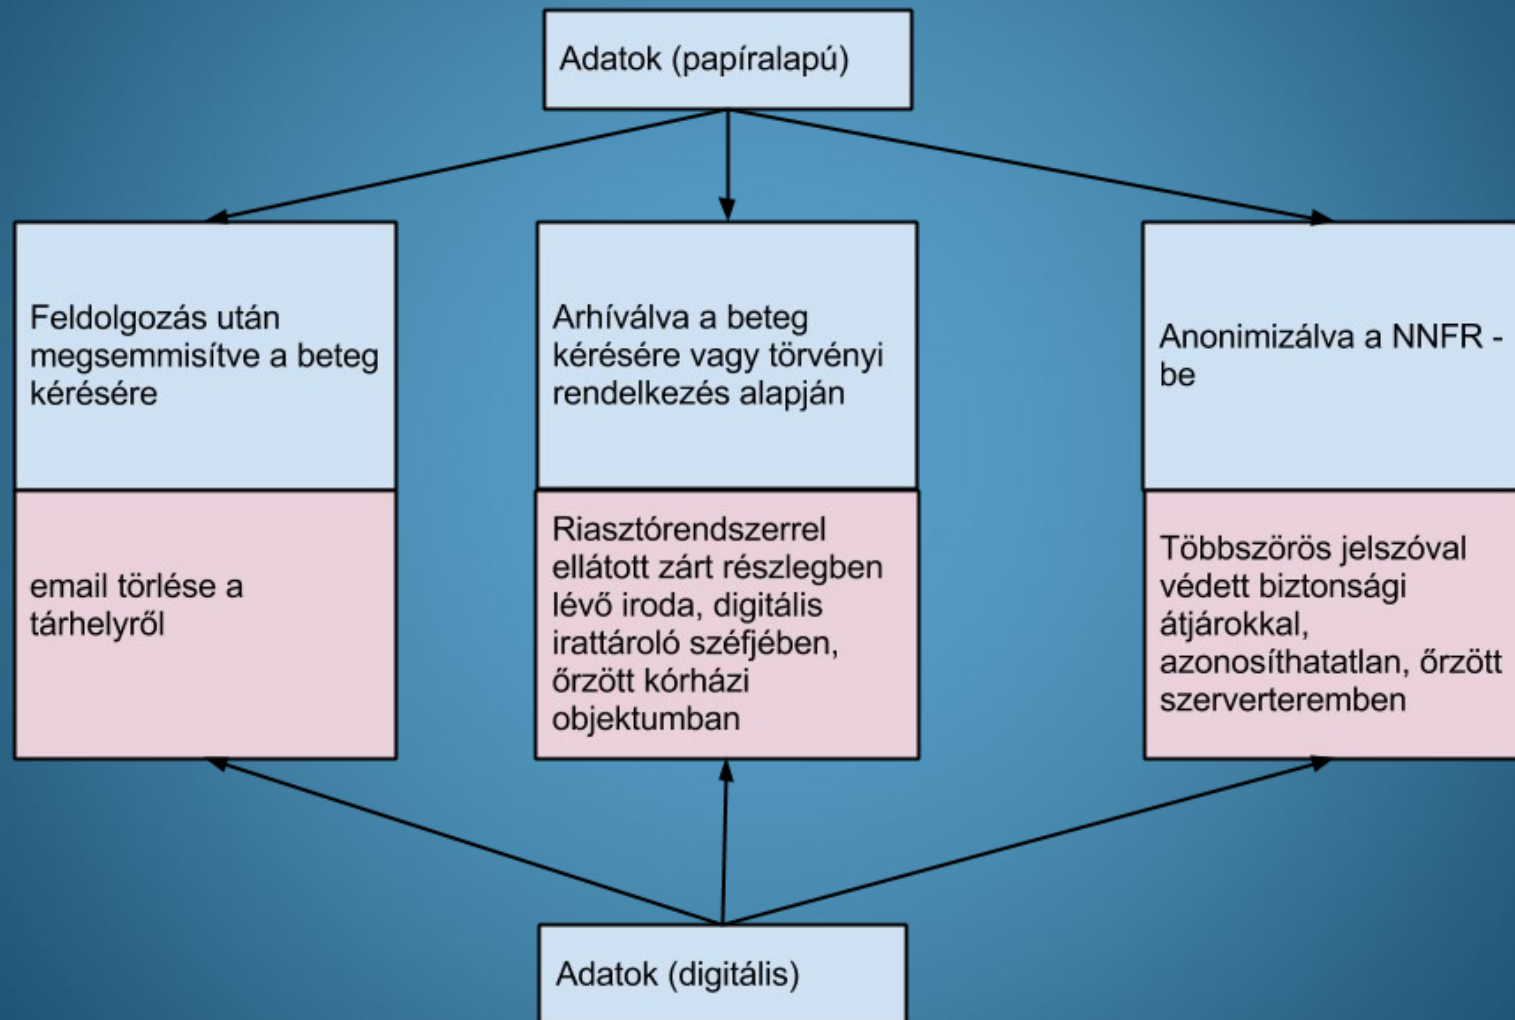 Adatok (papíralapú)
Feldolgozás után
megsemmisítve a beteg
kérésére
Arhíválva a beteg
kérésére vagy törvényi
rendelkezés alapján
Anonimizálva a NNFR -
be
email törlése a
tárhelyről
Riasztórendszerrel
ellátott zárt részlegben
lévő iroda, digitális
irattároló széfjében,
őrzött kórházi
objektumban
Többszörös jelszóval
védett biztonsági
átjárokkal,
azonosíthatatlan, őrzött
szerverteremben
Adatok (digitális)